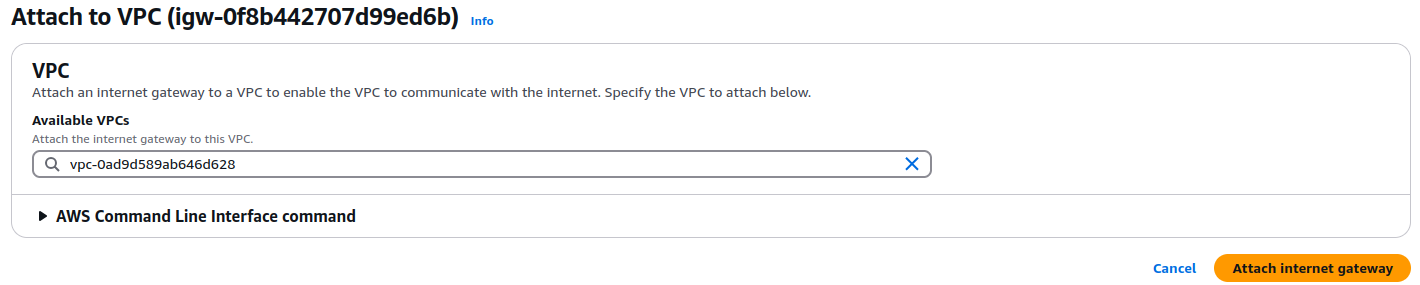 Attach to VPC (igw-0f8b442707d99ed6b) Info
VPC
Attach an internet gateway to a VPC to enable the VPC to communicate with the internet. Specify the VPC to attach below.
Available VPCs
Attach the internet gateway to this VPC.
vpc-0ad9d589ab646d628
AWS Command Line Interface command
Cancel Attach internet gateway